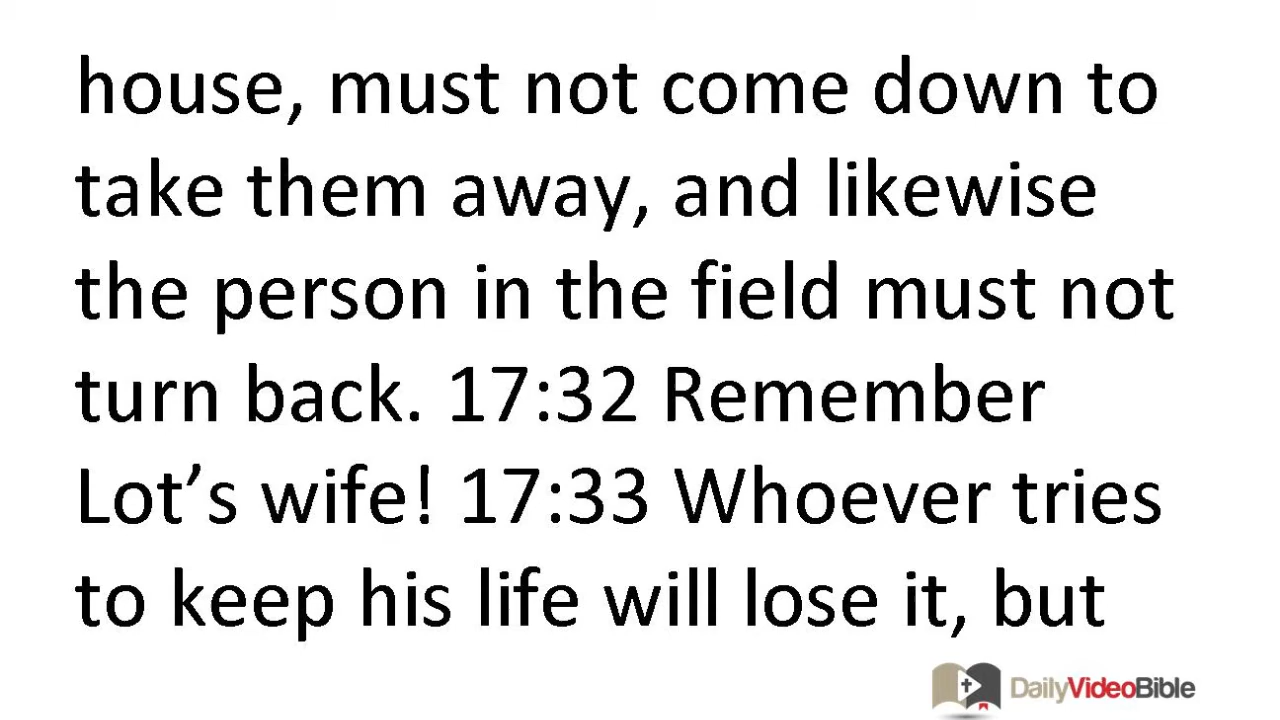 house, must not come down to
take them away, and likewise
the person in the field must not
turn back. 17:32 Remember
Lot’s wife! 17:33 Whoever tries
to keep his life will lose it, but
DailyVideoBible